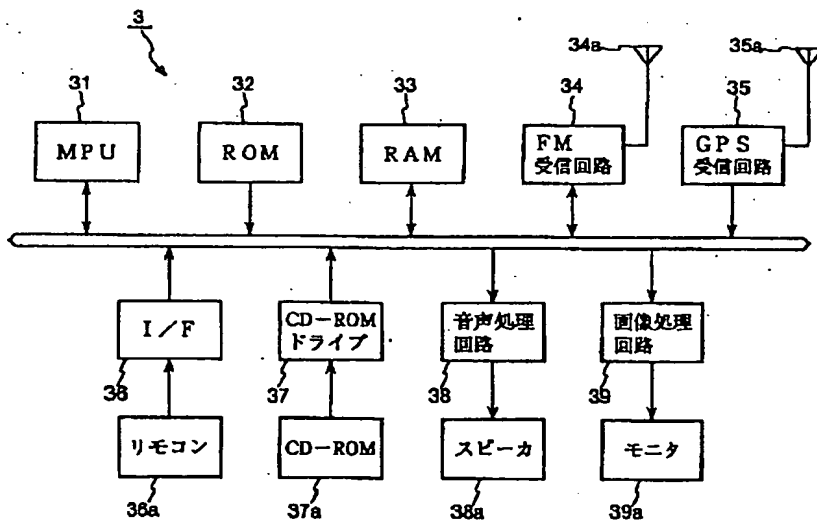 3
34a
35a
31
32
33
34
35
MPU
ROM
RAM
FM
受信回路
GPS
受信回路
I/F
CD-ROM
ドライブ
音声処理
回路
画像処理
回路
36
37
38
39
リモコン
CD-ROM
スピーカ
モニタ
36a
37a
38a
39a